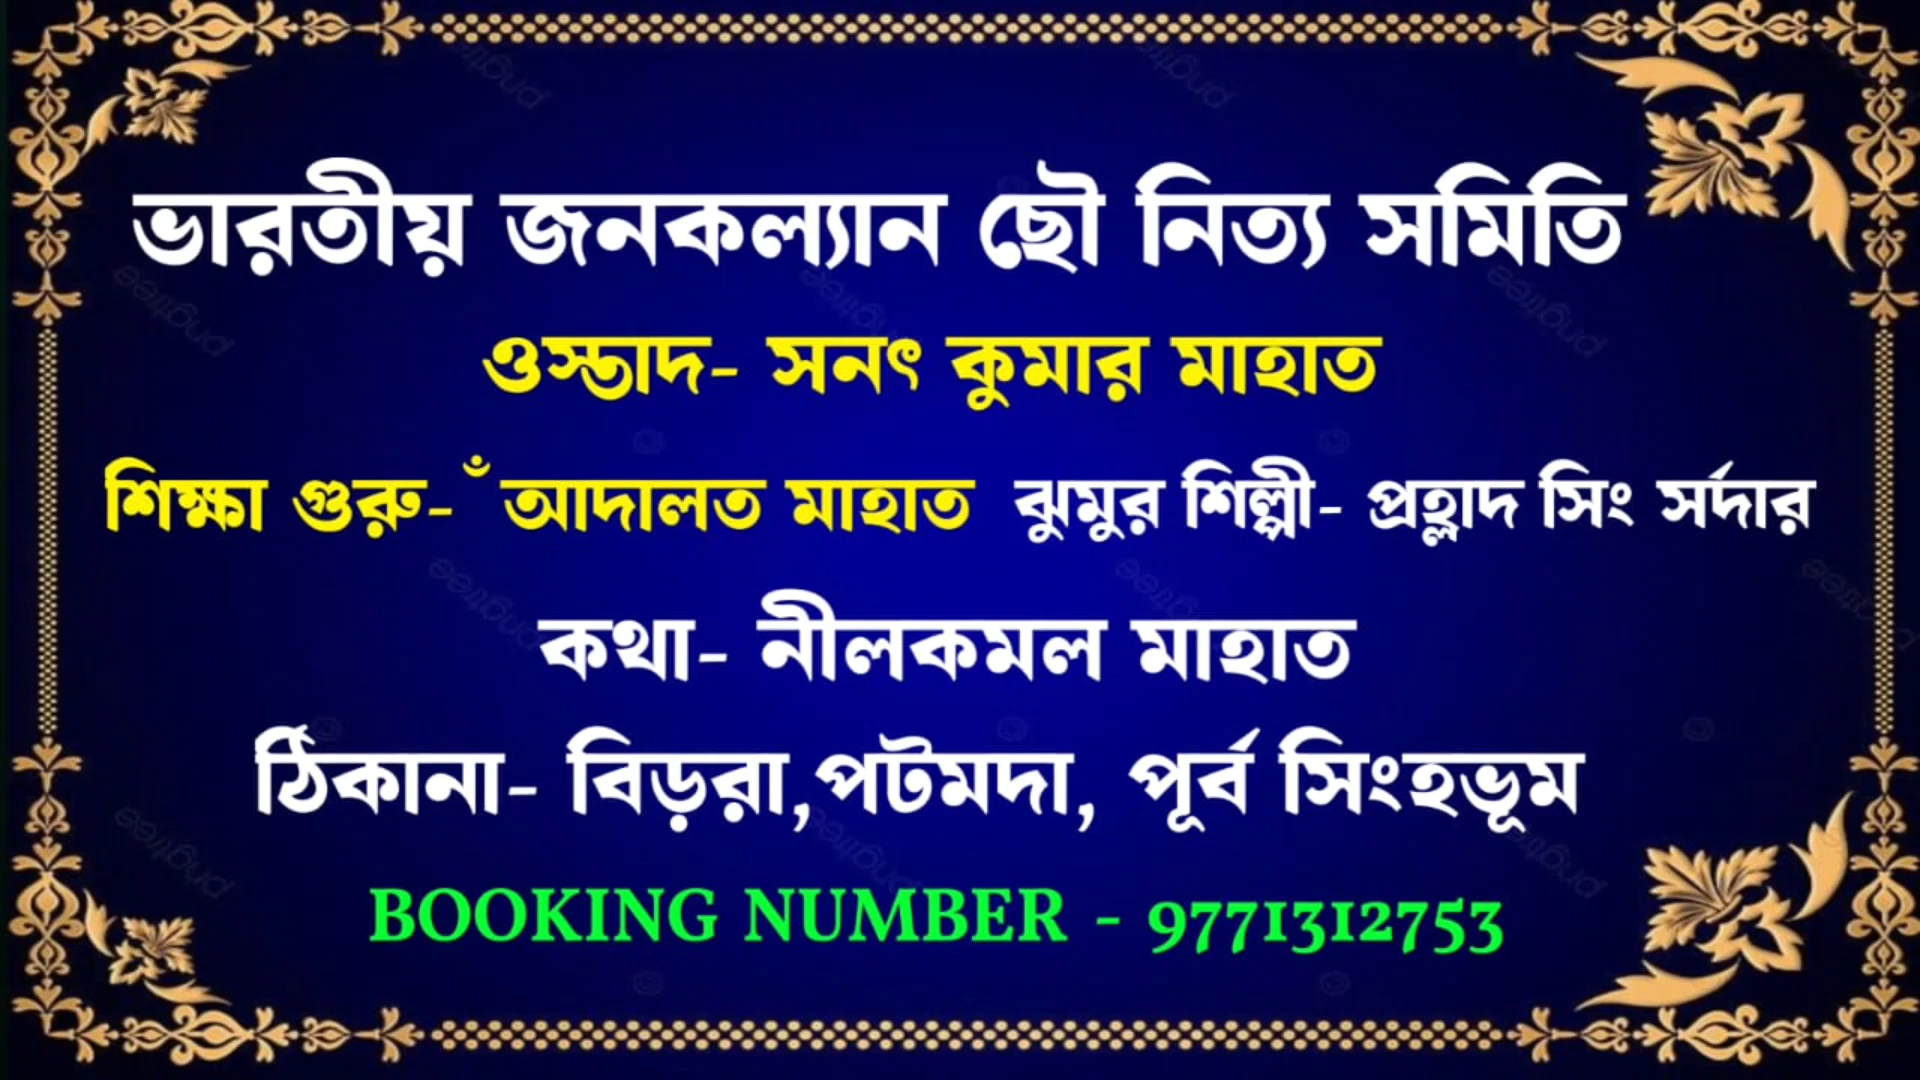 ভারতীয় জনকল্যান ছৌ নিত্য সমিতি
ওস্তাদ- সনৎ কুমার মাহাত
শিক্ষা গুরু- ঁআদালত মাহাত ঝুমুর শিল্পী- প্রহ্লাদ সিং সর্দার
কথা- নীলকমল মাহাত
ঠিকানা- বিড়রা,পটমদা, পূর্ব সিংহভূম
BOOKING NUMBER - 9771312753